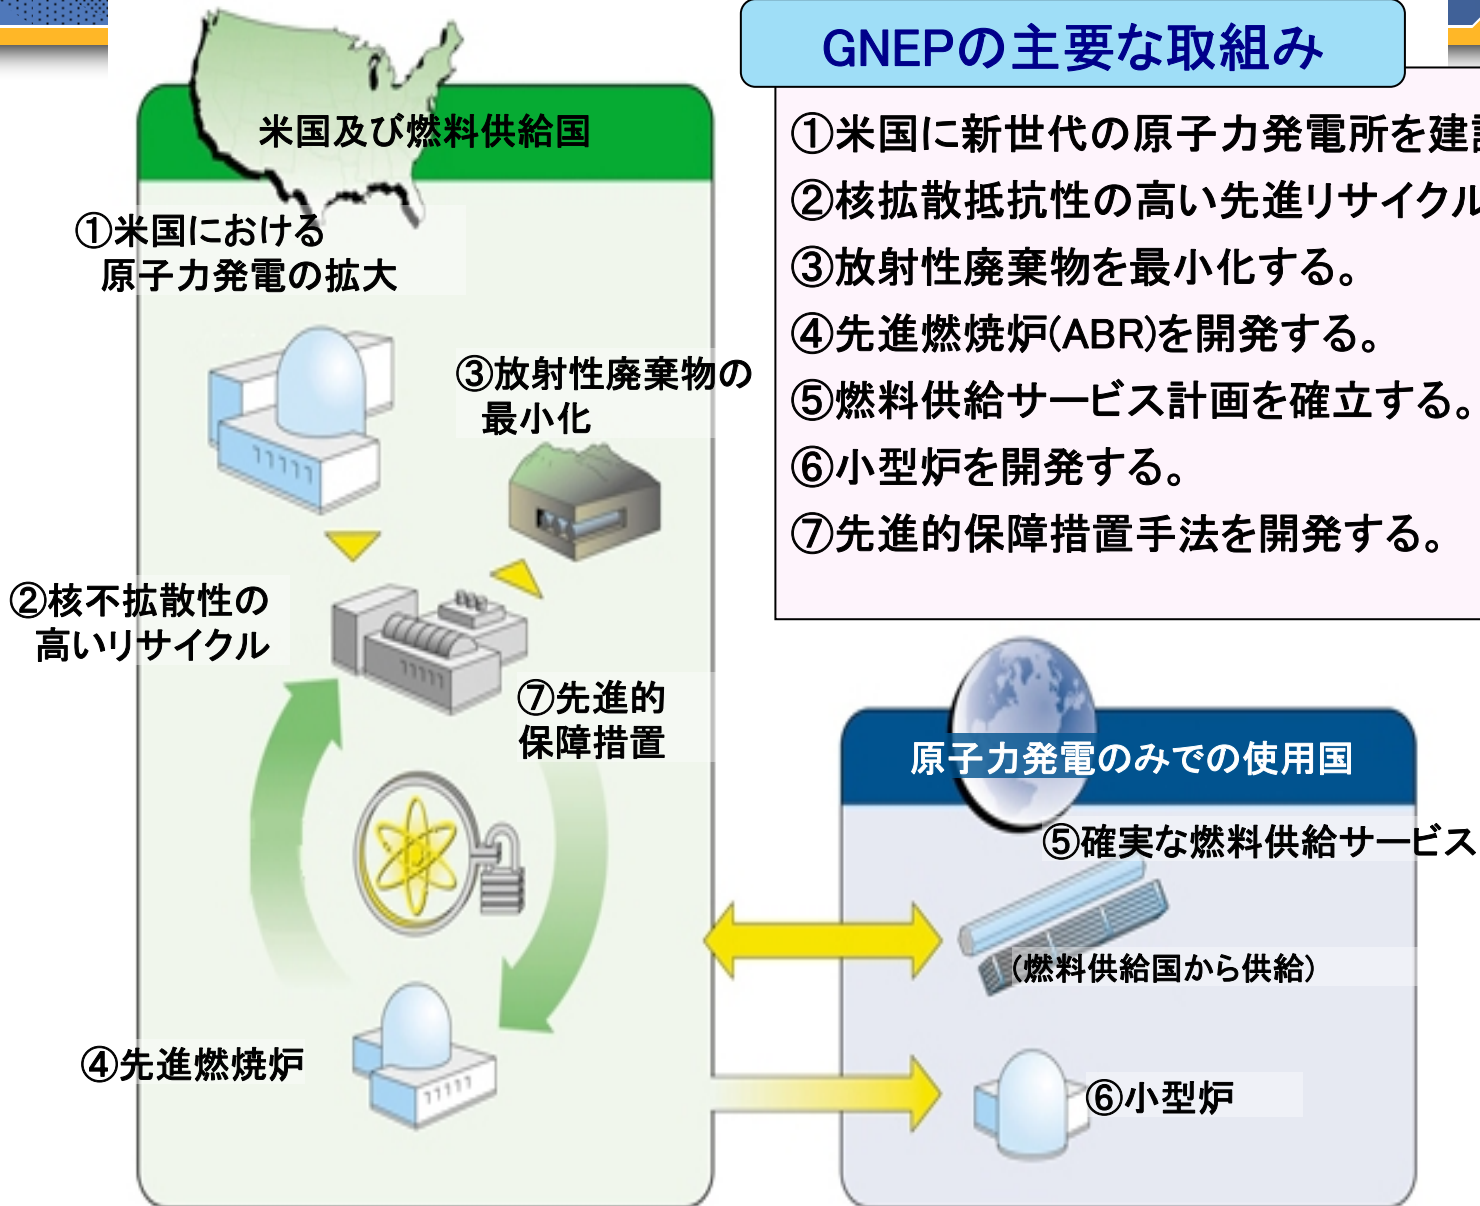 GNEPの主要な取組み
①米国に新世代の原子力発電所を建
②核拡散抵抗性の高い先進リサイクル
③放射性廃棄物を最小化する。
④先進燃焼炉(ABR)を開発する。
⑤燃料供給サービス計画を確立する。
⑥小型炉を開発する。
⑦先進的保障措置手法を開発する。
米国及び燃料供給国
①米国における
原子力発電の拡大
③放射性廃棄物の
最小化
②核不拡散性の
高いリサイクル
⑦先進的
保障措置
④先進燃焼炉
原子力発電のみでの使用国
⑤確実な燃料供給サービス
(燃料供給国から供給)
⑥小型炉